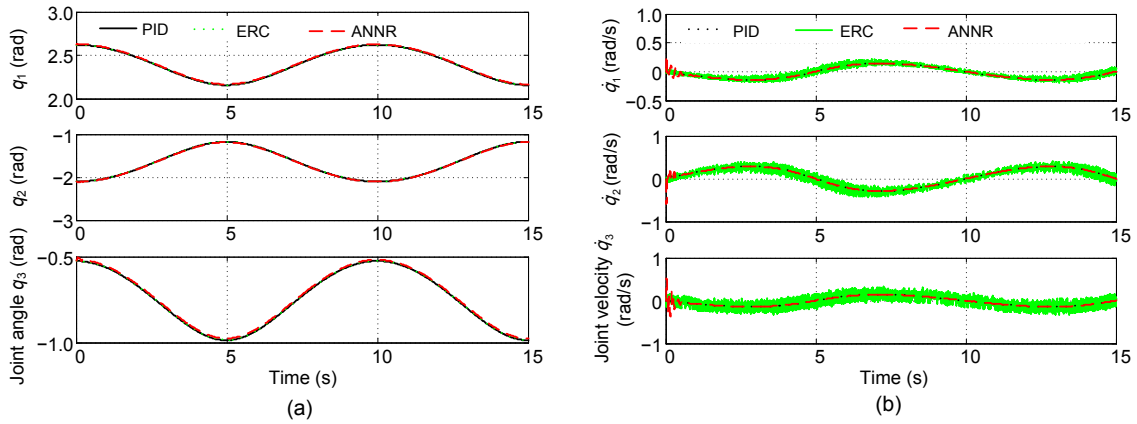 PID ERC ANNR
3.0
2.5
2.0
q1 (rad)
0 5 10 15
−1
−2
−3
q2 (rad)
0 5 10 15
−0.5
−1.0
Joint angle q3 (rad)
0 5 10 15
Time (s)
(a)
PID ERC ANNR
1.0
0.5
0
−0.5
q̇1 (rad/s)
0 5 10 15
1
0
−1
q̇2 (rad/s)
0 5 10 15
1
0
−1
Joint velocity q̇3
(rad/s)
0 5 10 15
Time (s)
(b)